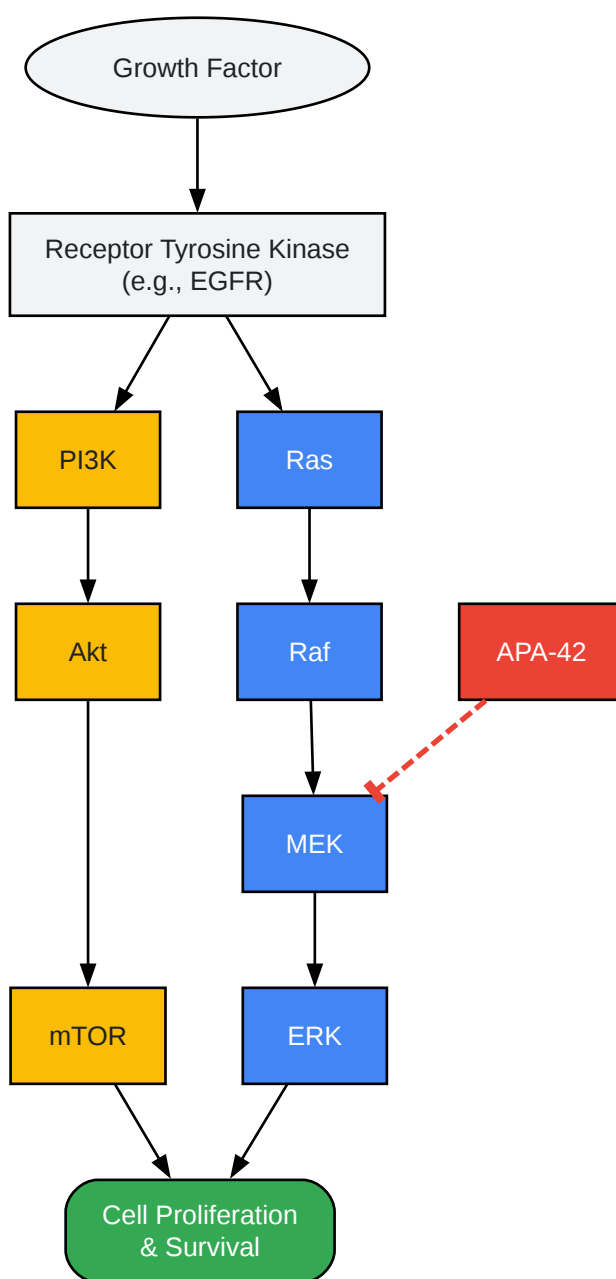 Growth Factor
Receptor Tyrosine Kinase
(e.g., EGFR)
PI3K
Ras
Akt
Raf
APA-42
MEK
mTOR
ERK
Cell Proliferation
& Survival